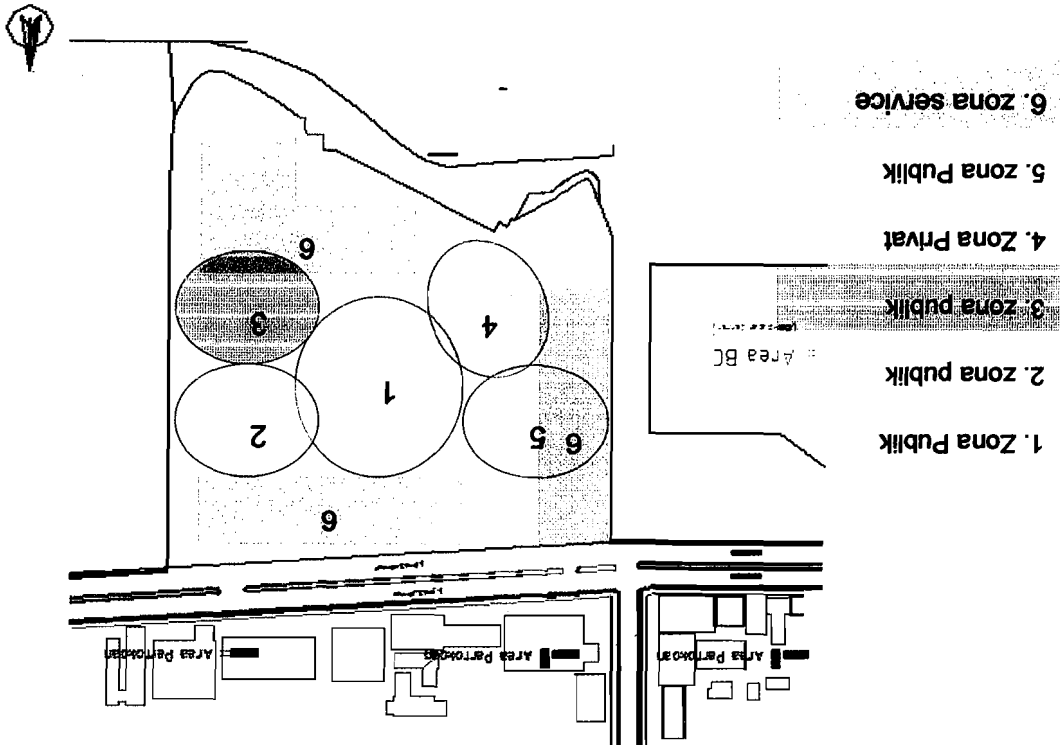 Area Pertokoan
Area Pertokoan
Area Pertokoan
1. Zona Publik
2. zona publik
3. zona publik
4. Zona Privat
5. zona Publik
6. zona service
Area BC
6
6
5
2
1
4
3
6